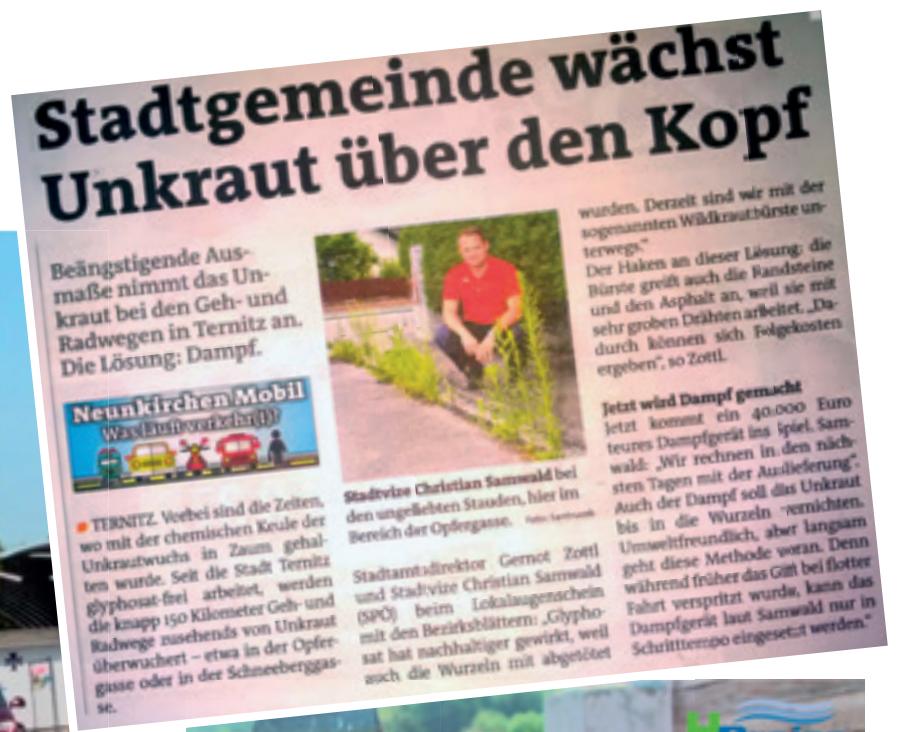 Stadtgemeinde wächst
Unkraut über den Kopf
Beängstigende Aus-
maße nimmt das Un-
kraut bei den Geh- und
Radwegen in Ternitz an.
Die Lösung: Dampf.
Neunkirchen Mobil
Was läuft verkehr(t)?
TERNITZ. Vorbei sind die Zeiten,
wo mit der chemischen Keule der
Unkrautwuchs in Zaum gehal-
ten wurde. Seit die Stadt Ternitz
glyphosat-frei arbeitet, werden
die knapp 150 Kilometer Geh- und
Radwege zusehends von Unkraut
überwuchert – etwa in der Opfer-
gasse oder in der Schneeberggas-
se.
Stadtvize Christian Samwald bei
den ungeliebten Stauden, hier im
Bereich der Opfergasse. Foto:
Stadtamtsdirektor Gernot Zottl
und Stadtvize Christian Samwald
(SPÖ) beim Lokalaugenschein
mit den Bezirksblättern: „Glypho-
sat hat nachhaltiger gewirkt, weil
auch die Wurzeln mit abgetötet
wurden. Derzeit sind wir mit der
sogenannten Wildkrautbürste un-
terwegs."
Der Haken an dieser Lösung: die
Bürste greift auch die Randsteine
und den Asphalt an, weil sie mit
sehr groben Drähten arbeitet. „Da-
durch können sich Folgekosten
ergeben", so Zottl.
Jetzt wird Dampf gemacht
Jetzt kommt ein 40.000 Euro
teures Dampfgerät ins Spiel. Sam-
wald: „Wir rechnen in den näch-
sten Tagen mit der Auslieferung".
Auch der Dampf soll das Unkraut
bis in die Wurzeln vernichten.
Umweltfreundlich, aber langsam
geht diese Methode voran. Denn
während früher das Gift bei flotter
Fahrt verspritzt wurde, kann das
Dampfgerät laut Samwald nur in
Schritttempo eingesetzt werden."